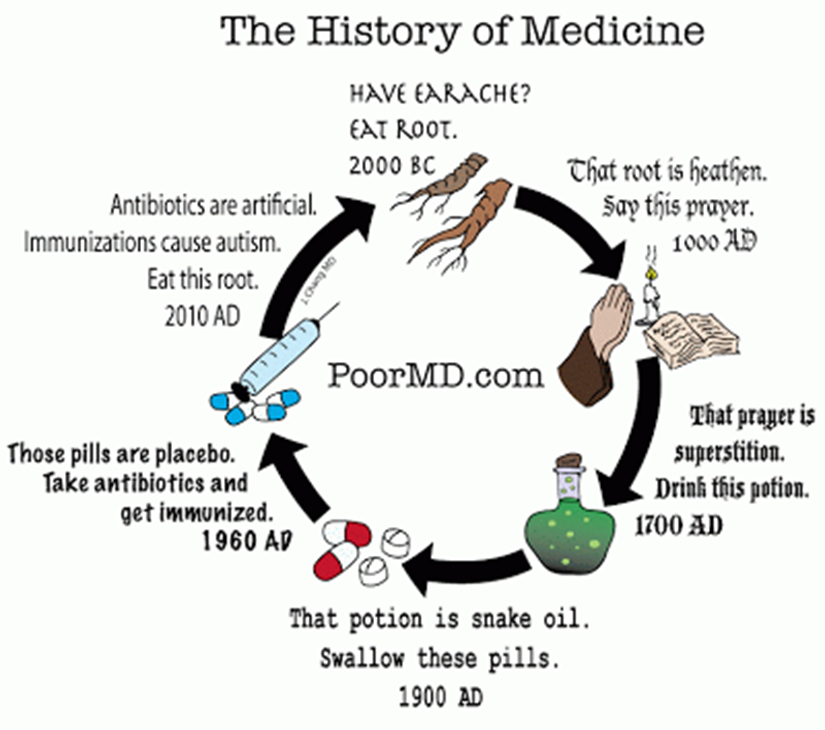 The History of Medicine
HAVE EARACHE?
EAT ROOT.
2000 BC
That root is heathen.
Say this prayer.
1000 AD
That prayer is
superstition.
Drink this potion.
1700 AD
That potion is snake oil.
Swallow these pills.
1900 AD
Those pills are placebo.
Take antibiotics and
get immunized.
1960 AD
Antibiotics are artificial.
Immunizations cause autism.
Eat this root.
2010 AD
J. Chang MD
PoorMD.com